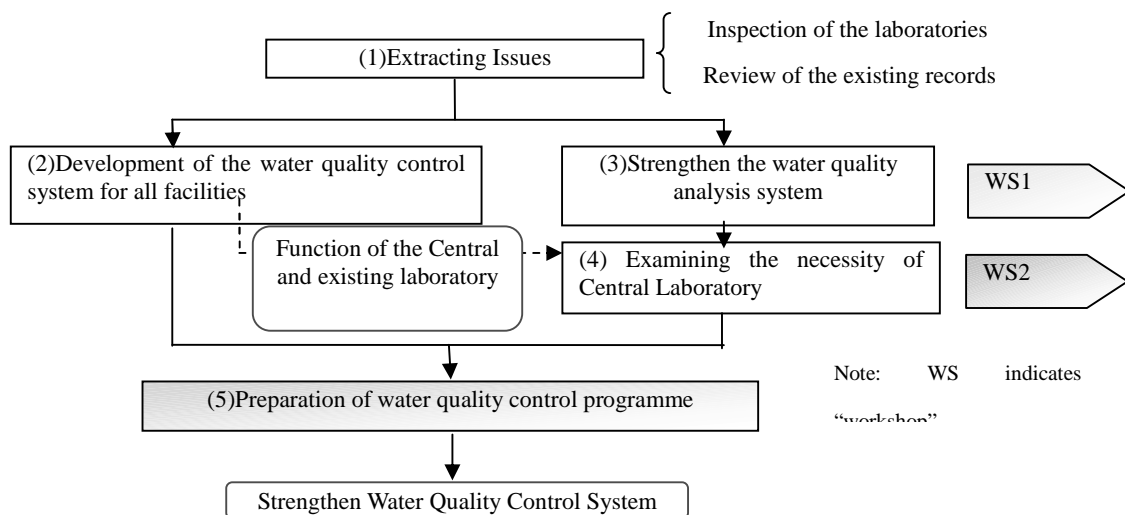 (1)Extracting Issues
Inspection of the laboratories
Review of the existing records
(2)Development of the water quality control
system for all facilities
(3)Strengthen the water quality
analysis system
WS1
Function of the Central
and existing laboratory
(4) Examining the necessity of
Central Laboratory
WS2
(5)Preparation of water quality control programme
Note: WS indicates
“workshop”
Strengthen Water Quality Control System